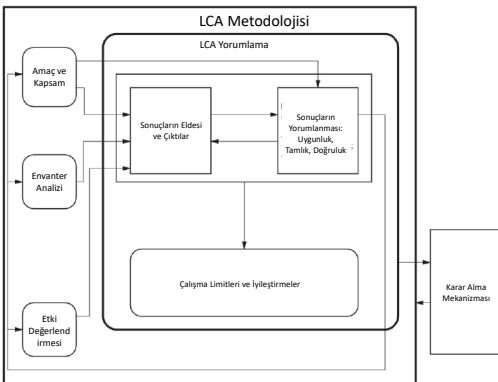 LCA Metodolojisi
LCA Yorumlama
Amaç ve
Kapsam
Sonuçların Eldesi
ve Çıktılar
Sonuçların
Yorumlanması:
Uygunluk,
Tamlık, Doğruluk
Envanter
Analizi
Çalışma Limitleri ve İyileştirmeler
Karar Alma
Mekanizması
Etki
Değerlend
irmesi